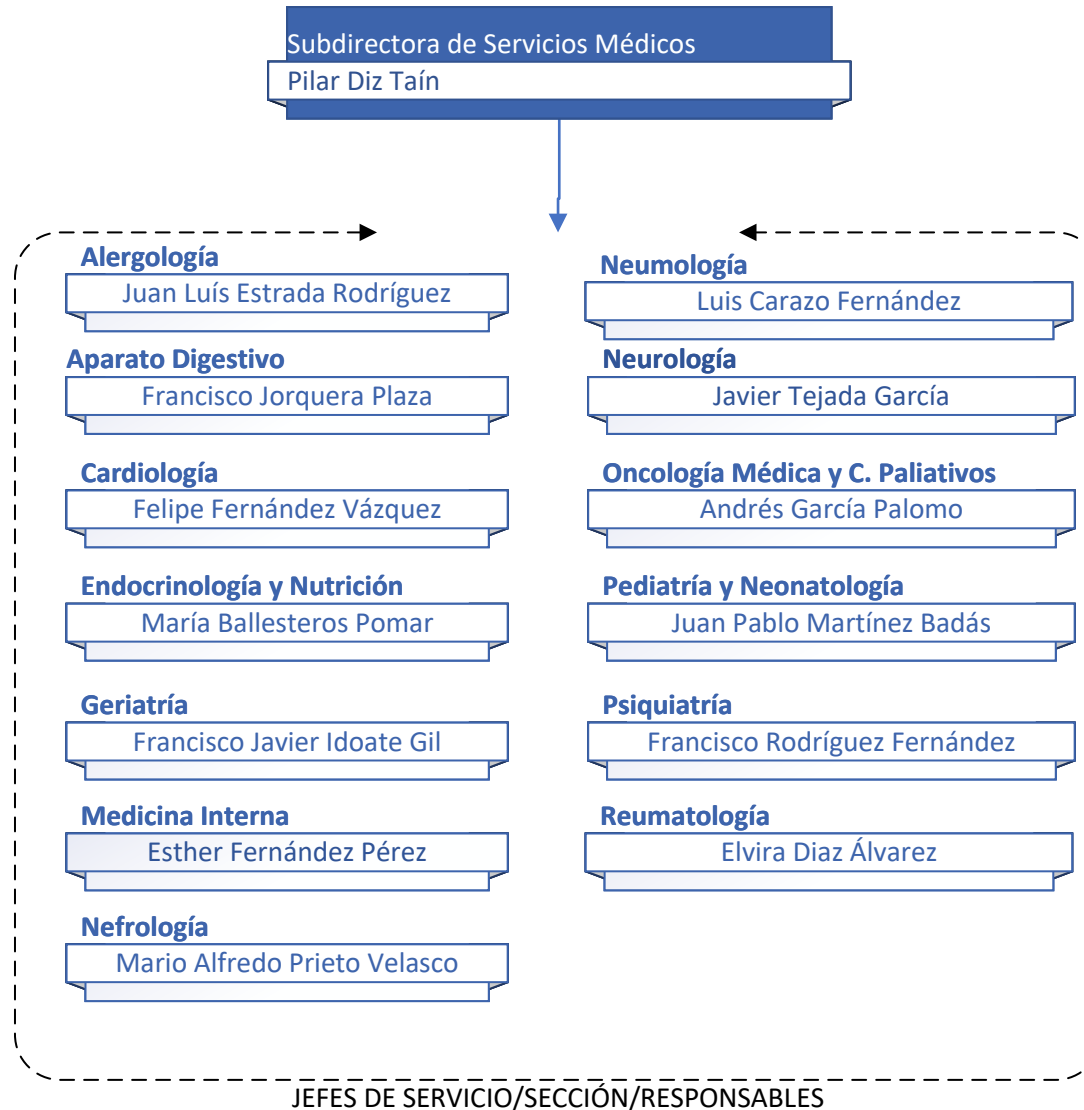 Subdirectora de Servicios Médicos
Pilar Diz Taín
Alergología
Juan Luís Estrada Rodríguez
Aparato Digestivo
Francisco Jorquera Plaza
Cardiología
Felipe Fernández Vázquez
Endocrinología y Nutrición
María Ballesteros Pomar
Geriatría
Francisco Javier Idoate Gil
Medicina Interna
Esther Fernández Pérez
Nefrología
Mario Alfredo Prieto Velasco
Neumología
Luis Carazo Fernández
Neurología
Javier Tejada García
Oncología Médica y C. Paliativos
Andrés García Palomo
Pediatría y Neonatología
Juan Pablo Martínez Badás
Psiquiatría
Francisco Rodríguez Fernández
Reumatología
Elvira Diaz Álvarez
JEFES DE SERVICIO/SECCIÓN/RESPONSABLES